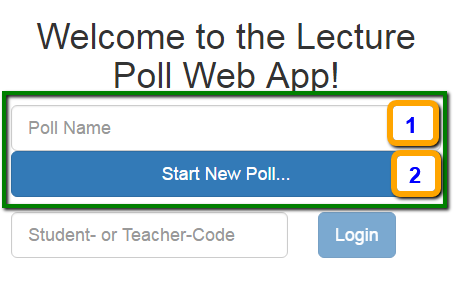 Welcome to the Lecture
Poll Web App!
Poll Name
1
Start New Poll...
2
Student- or Teacher-Code
Login